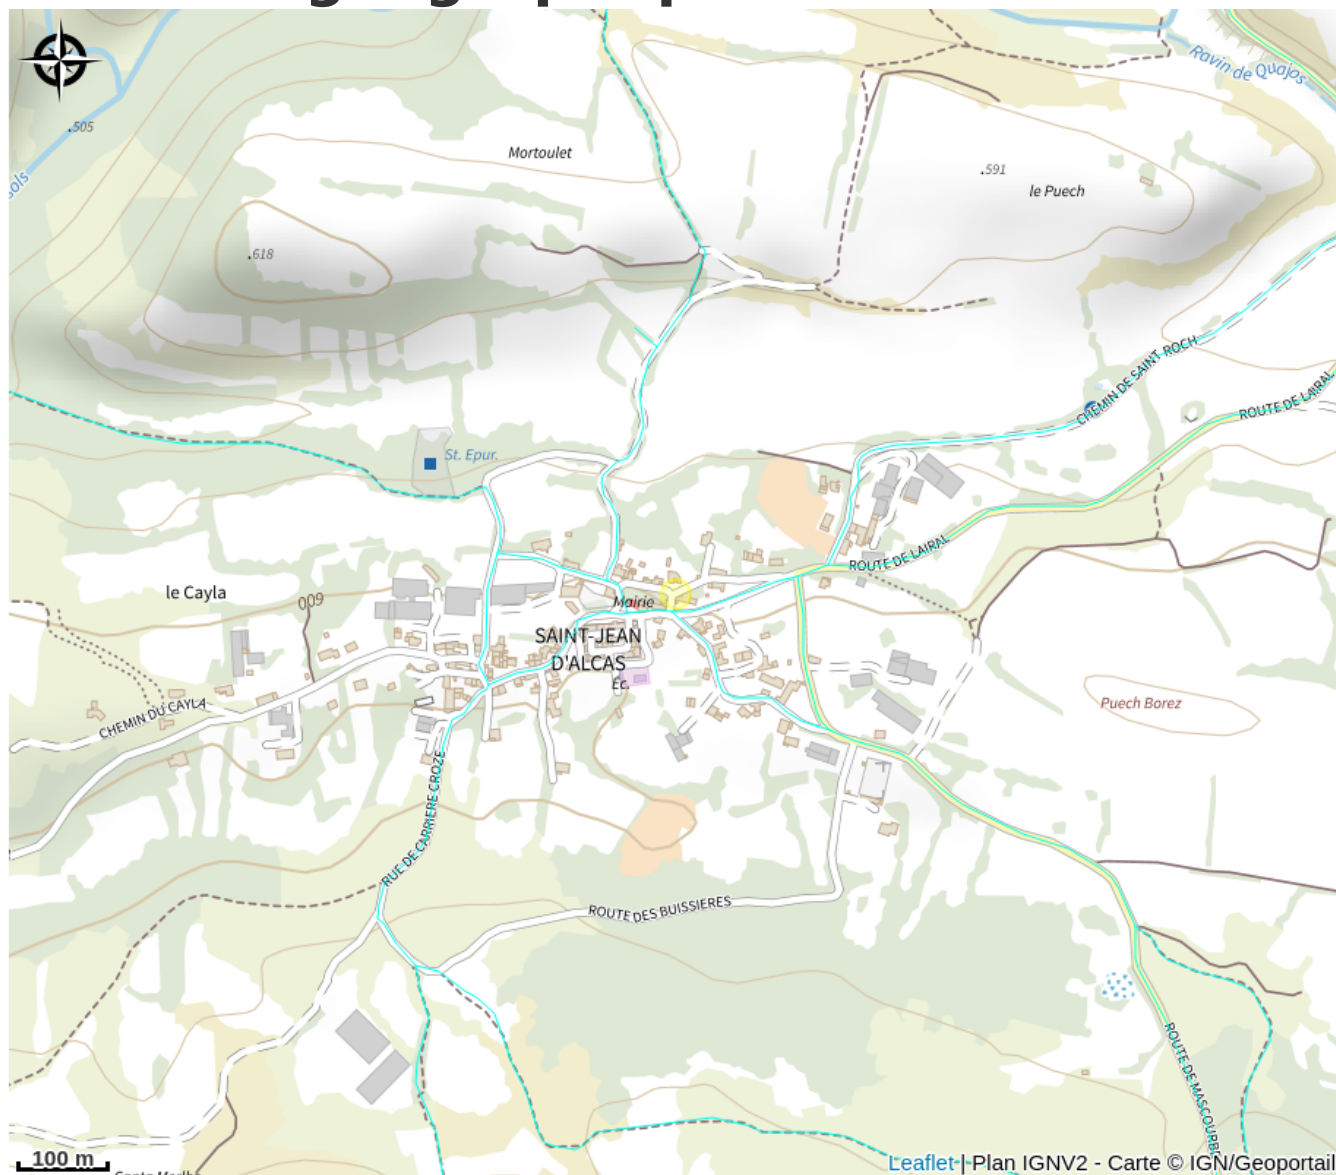 Ravin de Quajos
.505
sols
Mortoulet
.591
le Puech
.618
CHEMIN DE SAINT ROCH
ROUTE DE LAIRAL
St. Epur.
ROUTE DE LAIRAL
le Cayla
600
Mairie
SAINT-JEAN
D'ALCAS
Ec.
CHEMIN DU CAYLA
Puech Borez
RUE DE CARRIERE CROZE
ROUTE DES BUISSIERES
ROUTE DE MASCOURBE
100 m
Leaflet | Plan IGNV2 - Carte © IGN/Geoportail